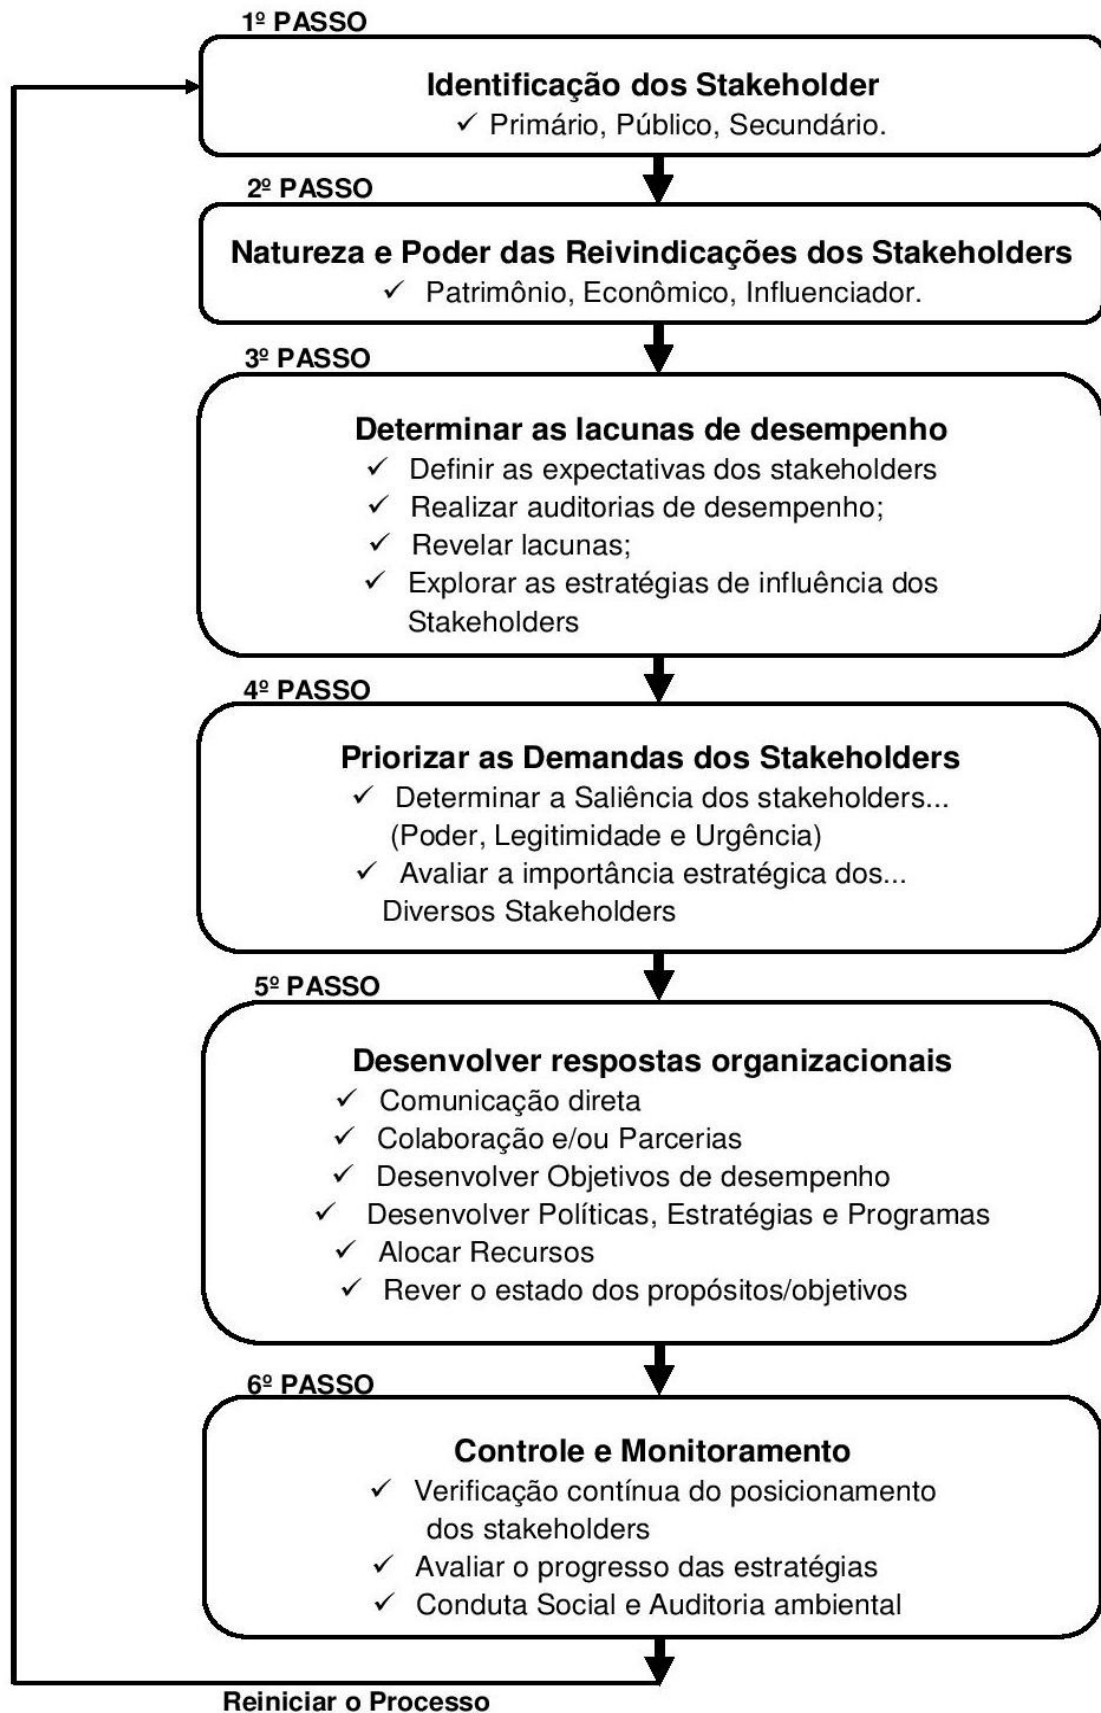 1º PASSO
Identificação dos Stakeholder
✓ Primário, Público, Secundário.
2º PASSO
Natureza e Poder das Reivindicações dos Stakeholders
✓ Patrimônio, Econômico, Influenciador.
3º PASSO
Determinar as lacunas de desempenho
✓ Definir as expectativas dos stakeholders
✓ Realizar auditorias de desempenho;
✓ Revelar lacunas;
✓ Explorar as estratégias de influência dos
Stakeholders
4º PASSO
Priorizar as Demandas dos Stakeholders
✓ Determinar a Saliência dos stakeholders...
(Poder, Legitimidade e Urgência)
✓ Avaliar a importância estratégica dos...
Diversos Stakeholders
5º PASSO
Desenvolver respostas organizacionais
✓ Comunicação direta
✓ Colaboração e/ou Parcerias
✓ Desenvolver Objetivos de desempenho
✓ Desenvolver Políticas, Estratégias e Programas
✓ Alocar Recursos
✓ Rever o estado dos propósitos/objetivos
6º PASSO
Controle e Monitoramento
✓ Verificação contínua do posicionamento
dos stakeholders
✓ Avaliar o progresso das estratégias
✓ Conduta Social e Auditoria ambiental
Reiniciar o Processo